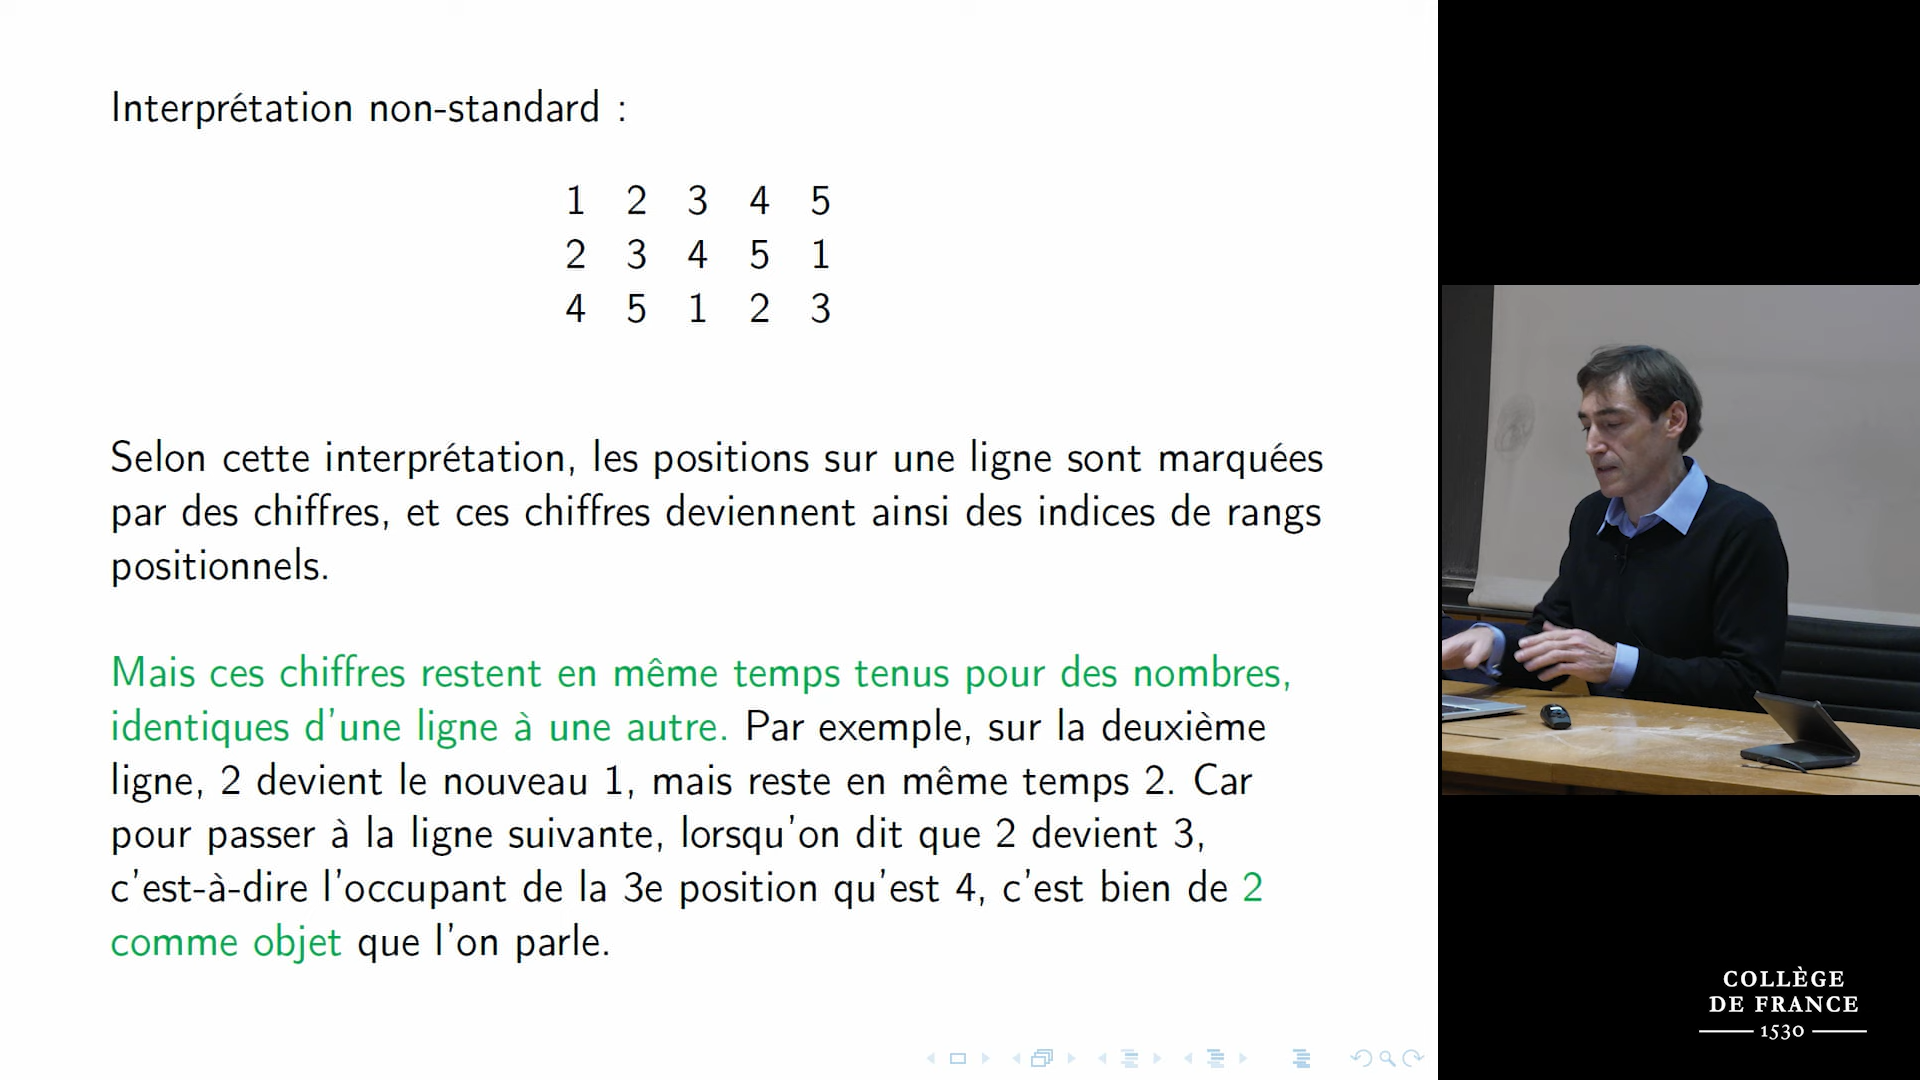 Interprétation non-standard :
1 2 3 4 5
2 3 4 5 1
4 5 1 2 3
Selon cette interprétation, les positions sur une ligne sont marquées
par des chiffres, et ces chiffres deviennent ainsi des indices de rangs
positionnels.
Mais ces chiffres restent en même temps tenus pour des nombres,
identiques d'une ligne à une autre. Par exemple, sur la deuxième
ligne, 2 devient le nouveau 1, mais reste en même temps 2. Car
pour passer à la ligne suivante, lorsqu'on dit que 2 devient 3,
c'est-à-dire l'occupant de la 3e position qu'est 4, c'est bien de 2
comme objet que l'on parle.
COLLÈGE
DE FRANCE
1530